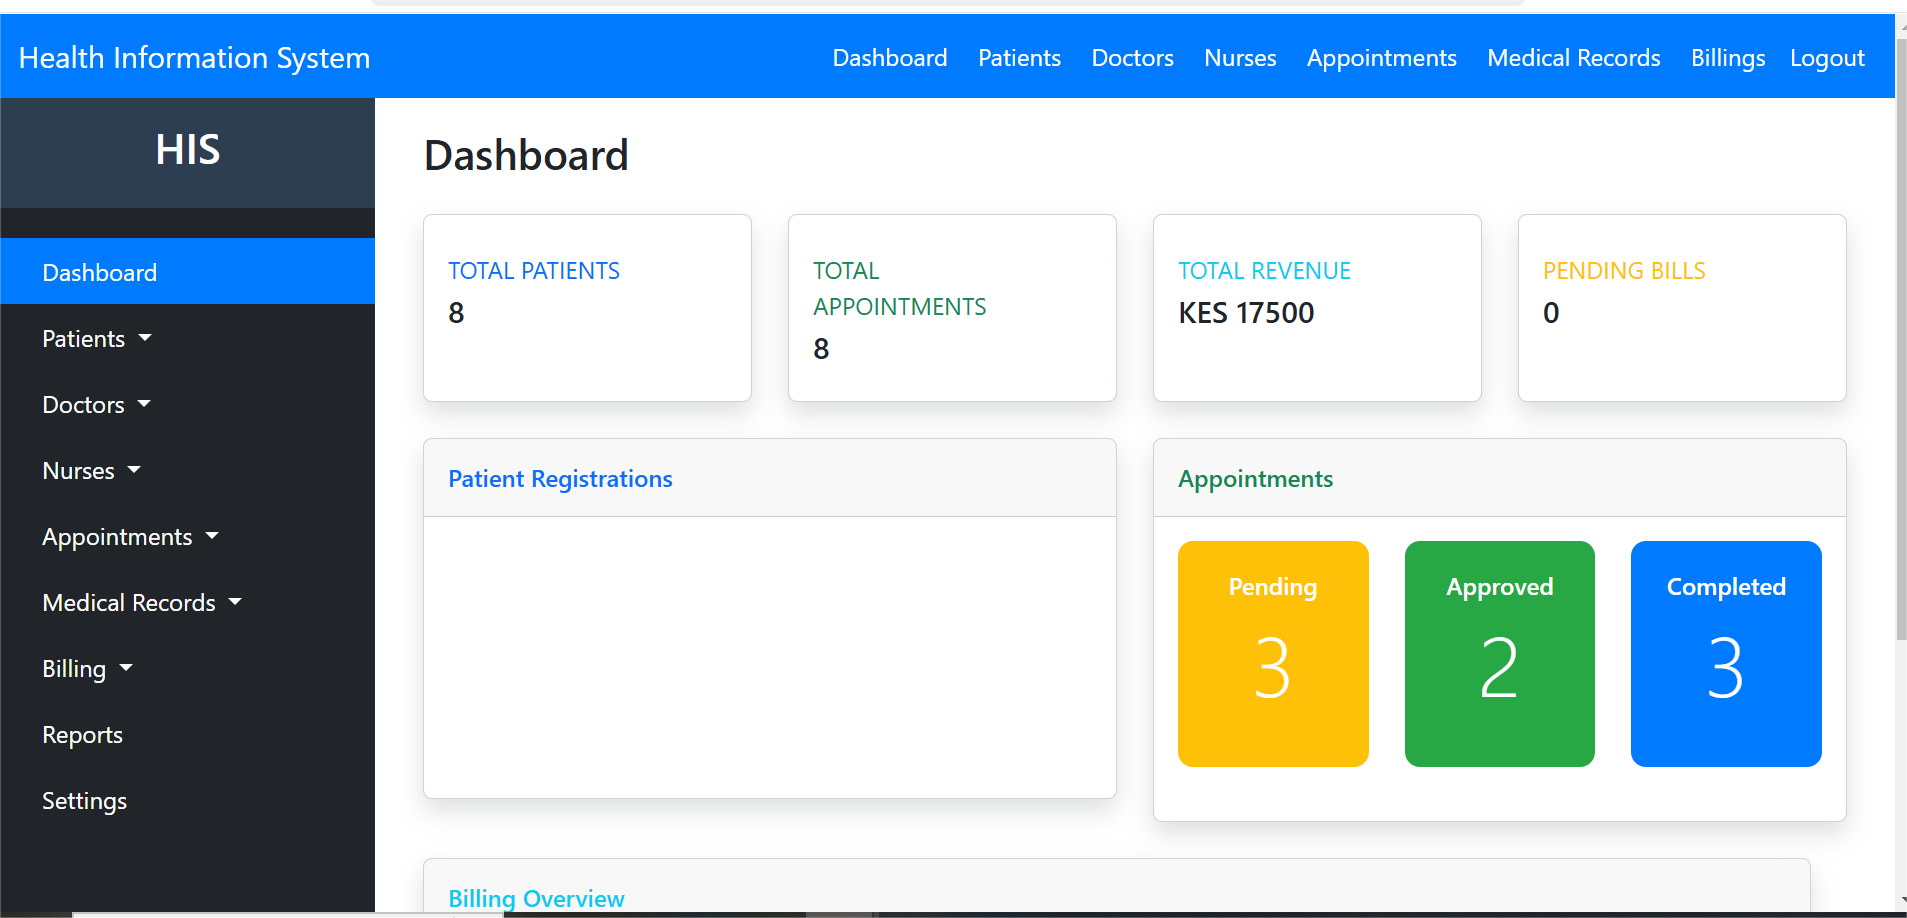 Health Information System
Dashboard Patients Doctors Nurses Appointments Medical Records Billings Logout
HIS
Dashboard
Patients
Doctors
Nurses
Appointments
Medical Records
Billing
Reports
Settings
Dashboard
TOTAL PATIENTS
8
TOTAL
APPOINTMENTS
8
TOTAL REVENUE
KES 17500
PENDING BILLS
0
Patient Registrations
Appointments
Pending
3
Approved
2
Completed
3
Billing Overview